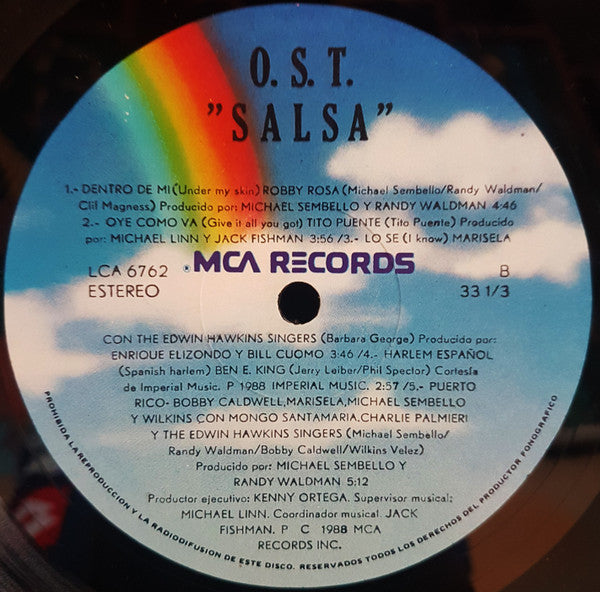 O. S. T.
"SALSA"
1.- DENTRO DE MI (Under my skin) ROBBY ROSA (Michael Sembello/Randy Waldman/
Clif Magness) Producido por: MICHAEL SEMBELLO Y RANDY WALDMAN 4:46
2.- OYE COMO VA (Give it all you got) TITO PUENTE (Tito Puente) Producido
por: MICHAEL LINN Y JACK FISHMAN 3:56 /3.- LO SE (I know) MARISELA
LCA 6762 MCA RECORDS B
ESTEREO 33 1/3
CON THE EDWIN HAWKINS SINGERS (Barbara George) Producido por:
ENRIQUE ELIZONDO Y BILL CUOMO 3:46 /4.- HARLEM ESPAÑOL
(Spanish harlem) BEN E. KING (Jerry Leiber/Phil Spector) Cortesía
de Imperial Music. P 1988 IMPERIAL MUSIC. 2:57 /5.- PUERTO
RICO- BOBBY CALDWELL, MARISELA, MICHAEL SEMBELLO
Y WILKINS CON MONGO SANTAMARIA, CHARLIE PALMIERI
Y THE EDWIN HAWKINS SINGERS (Michael Sembello/
Randy Waldman/Bobby Caldwell/Wilkins Velez)
Producido por: MICHAEL SEMBELLO Y
RANDY WALDMAN 5:12
Productor ejecutivo: KENNY ORTEGA. Supervisor musical:
MICHAEL LINN. Coordinador musical. JACK
FISHMAN. P C 1988 MCA
RECORDS INC.
PROHIBIDA LA REPRODUCCION Y LA RADIODIFUSION DE ESTE DISCO. RESERVADOS TODOS LOS DERECHOS DEL PRODUCTOR FONOGRAFICO